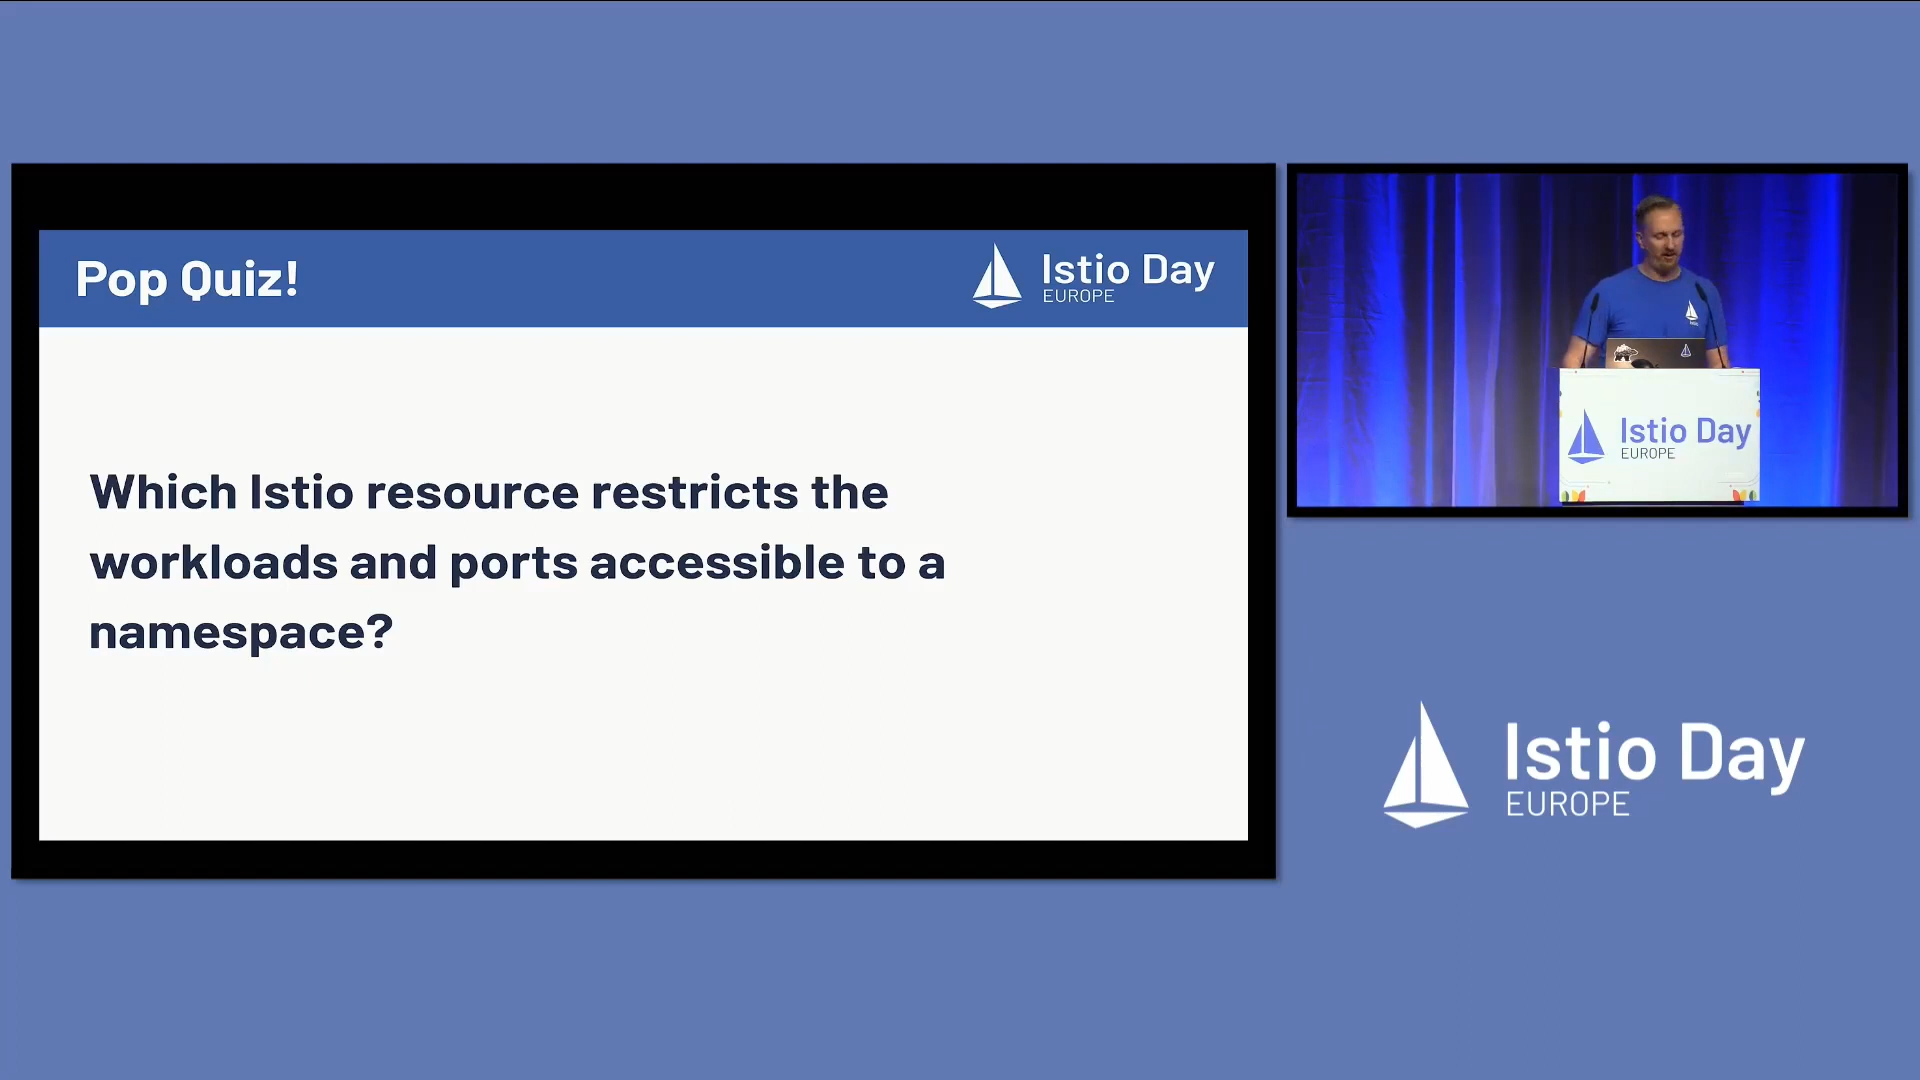 Pop Quiz!
Istio Day
EUROPE
Which Istio resource restricts the
workloads and ports accessible to a
namespace?
Istio Day
EUROPE
Istio Day
EUROPE